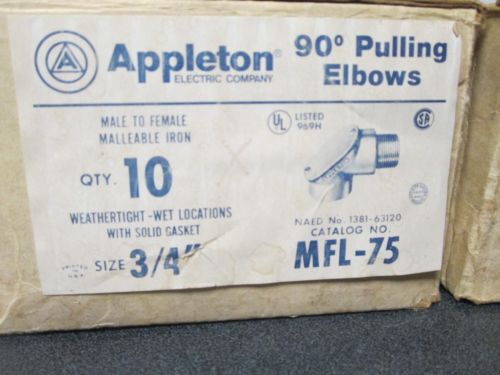 Appleton®
ELECTRIC COMPANY
90° Pulling
Elbows
MALE TO FEMALE
MALLEABLE IRON
UL LISTED
969H
SA
QTY. 10
WEATHERTIGHT-WET LOCATIONS
WITH SOLID GASKET
SIZE 3/4"
NAED No. 1381-63120
CATALOG NO.
MFL-75